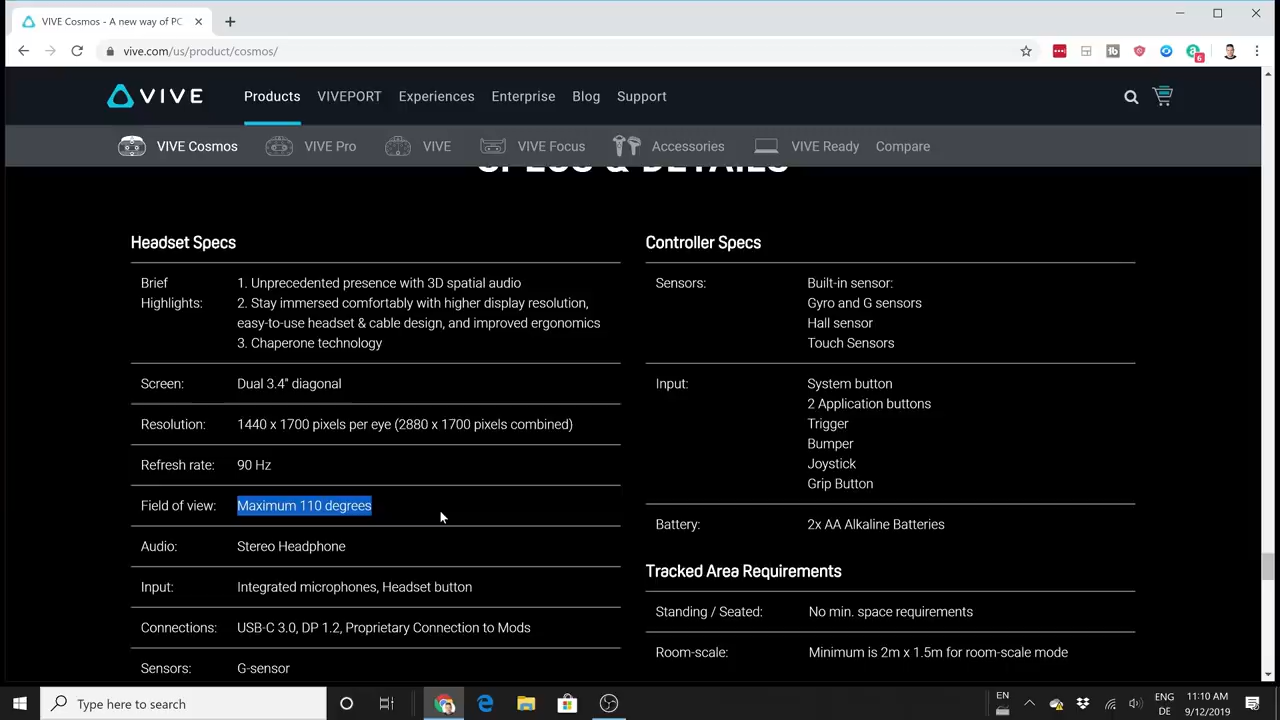 VIVE Cosmos - A new way of PC
vive.com/us/product/cosmos/
6
VIVE
Products
VIVEPORT
Experiences
Enterprise
Blog
Support
VIVE Cosmos
VIVE Pro
VIVE
VIVE Focus
Accessories
VIVE Ready
Compare
SPECS & DETAILS
Headset Specs
Brief Highlights:
1. Unprecedented presence with 3D spatial audio
2. Stay immersed comfortably with higher display resolution,
easy-to-use headset & cable design, and improved ergonomics
3. Chaperone technology
Screen: Dual 3.4" diagonal
Resolution: 1440 x 1700 pixels per eye (2880 x 1700 pixels combined)
Refresh rate: 90 Hz
Field of view: Maximum 110 degrees
Audio: Stereo Headphone
Input: Integrated microphones, Headset button
Connections: USB-C 3.0, DP 1.2, Proprietary Connection to Mods
Sensors: G-sensor
Controller Specs
Sensors: Built-in sensor:
Gyro and G sensors
Hall sensor
Touch Sensors
Input: System button
2 Application buttons
Trigger
Bumper
Joystick
Grip Button
Battery: 2x AA Alkaline Batteries
Tracked Area Requirements
Standing / Seated: No min. space requirements
Room-scale: Minimum is 2m x 1.5m for room-scale mode
Type here to search
EN
ENG
DE
11:10 AM
9/12/2019